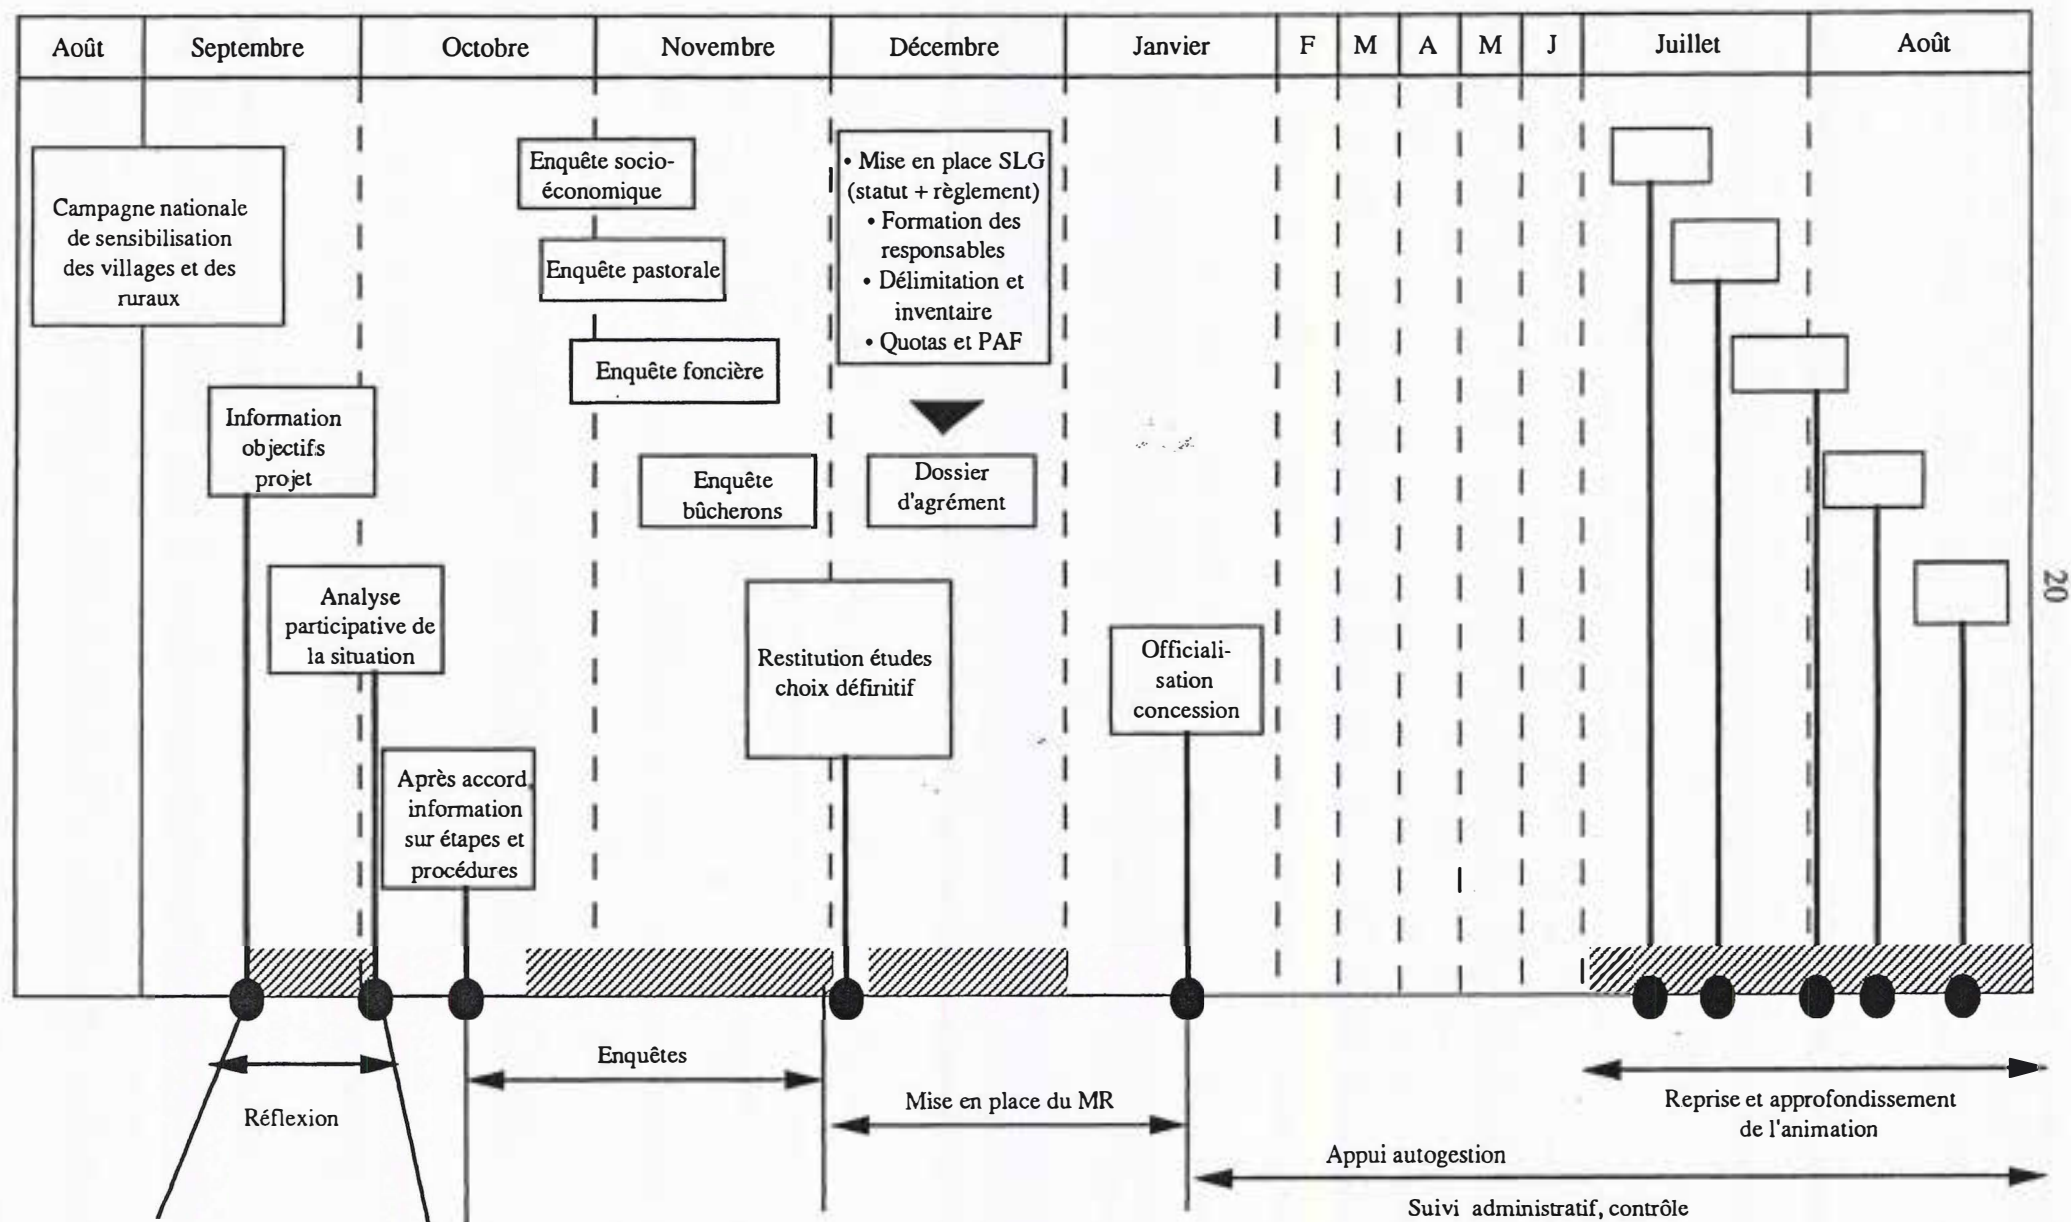 Août Septembre Octobre Novembre Décembre Janvier F M A M J Juillet Août
Campagne nationale
de sensibilisation
des villages et des
ruraux
Information
objectifs
projet
Analyse
participative de
la situation
Après accord,
information
sur étapes et
procédures
Enquête socio-
économique
Enquête pastorale
Enquête foncière
Enquête
bûcherons
• Mise en place SLG
(statut + règlement)
• Formation des
responsables
• Délimitation et
inventaire
• Quotas et PAF
Dossier
d'agrément
Restitution études
choix définitif
Officiali-
sation
concession
20
Réflexion
Enquêtes
Mise en place du MR
Reprise et approfondissement
de l'animation
Appui autogestion
Suivi administratif, contrôle